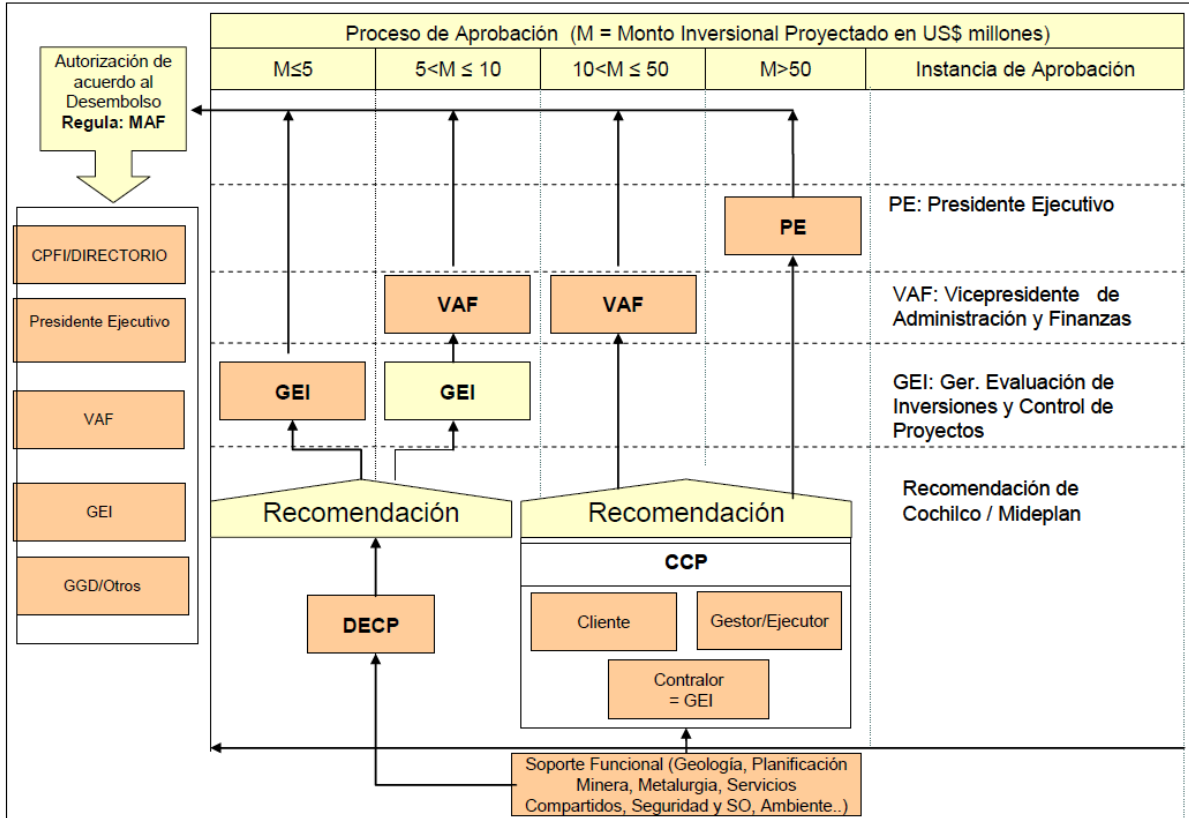 Proceso de Aprobación (M = Monto Inversional Proyectado en US$ millones)
M≤5
5<M ≤ 10
10<M ≤ 50
M>50
Instancia de Aprobación
Autorización de
acuerdo al
Desembolso
Regula: MAF
CPFI/DIRECTORIO
Presidente Ejecutivo
VAF
GEI
GGD/Otros
PE
PE: Presidente Ejecutivo
VAF
VAF
VAF: Vicepresidente de
Administración y Finanzas
GEI
GEI
GEI: Ger. Evaluación de
Inversiones y Control de
Proyectos
Recomendación
Recomendación
Recomendación de
Cochilco / Mideplan
CCP
DECP
Cliente
Gestor/Ejecutor
Contralor
= GEI
Soporte Funcional (Geología, Planificación
Minera, Metalurgia, Servicios
Compartidos, Seguridad y SO, Ambiente..)